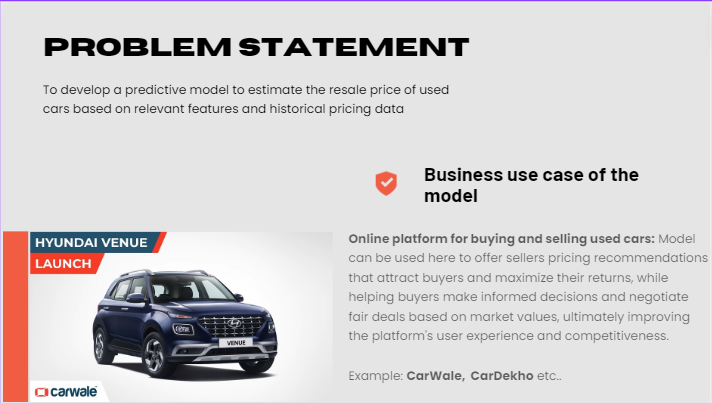 PROBLEM STATEMENT
To develop a predictive model to estimate the resale price of used
cars based on relevant features and historical pricing data
Business use case of the
model
HYUNDAI VENUE
LAUNCH
VENUE
carwale
Online platform for buying and selling used cars: Model
can be used here to offer sellers pricing recommendations
that attract buyers and maximize their returns, while
helping buyers make informed decisions and negotiate
fair deals based on market values, ultimately improving
the platform's user experience and competitiveness.
Example: CarWale, CarDekho etc..